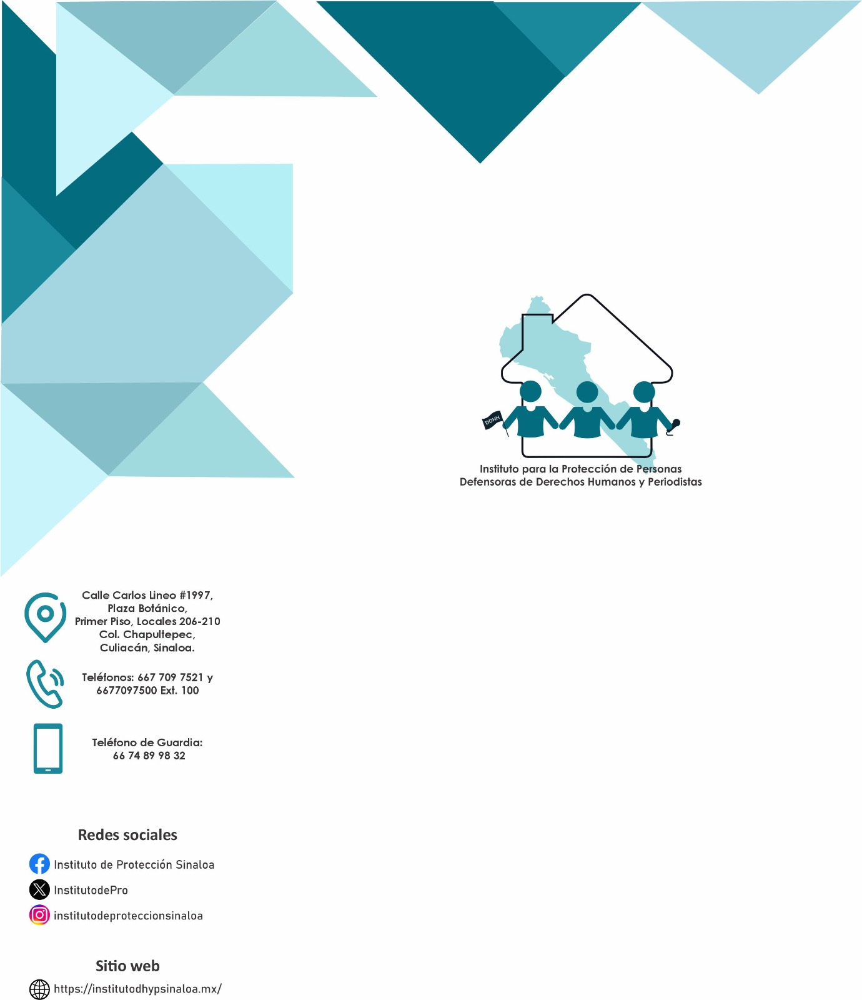 DDHH
Instituto para la Protección de Personas
Defensoras de Derechos Humanos y Periodistas
Calle Carlos Lineo #1997,
Plaza Botánico,
Primer Piso, Locales 206-210
Col. Chapultepec,
Culiacán, Sinaloa.
Teléfonos: 667 709 7521 y
6677097500 Ext. 100
Teléfono de Guardia:
66 74 89 98 32
Redes sociales
Instituto de Protección Sinaloa
InstitutodePro
institutodeproteccionsinaloa
Sitio web
https://institutodhypsinaloa.mx/